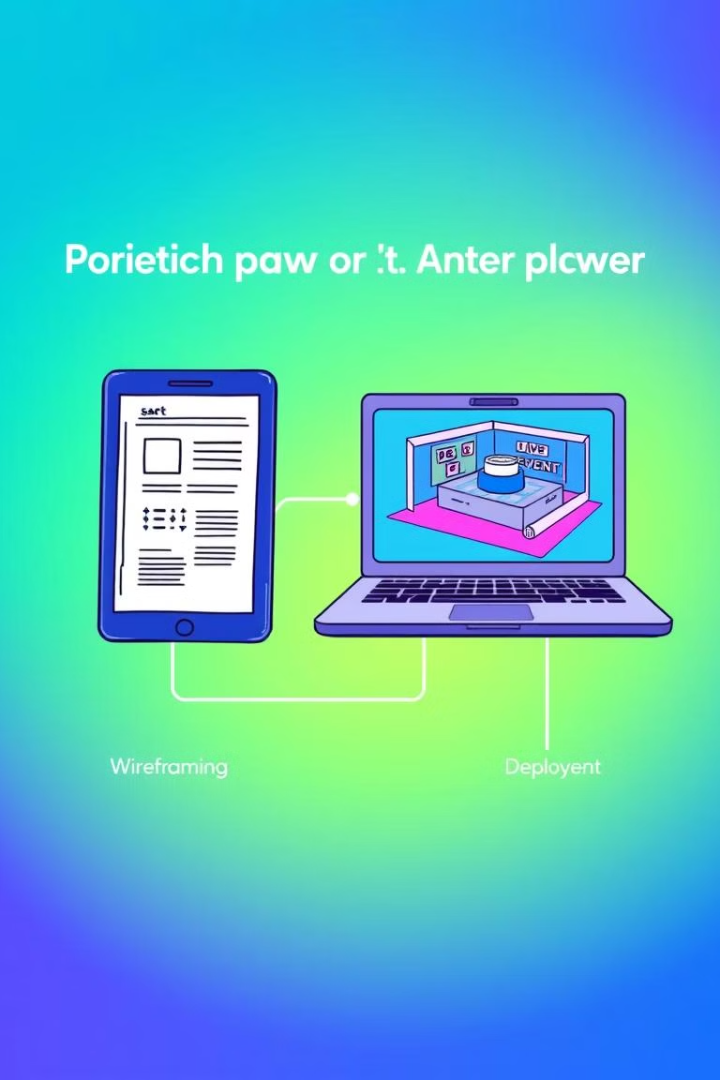 Porietich paw or '.t. Anter plcwer
sart
LIVE
EVENT
Wireframing
Deployent